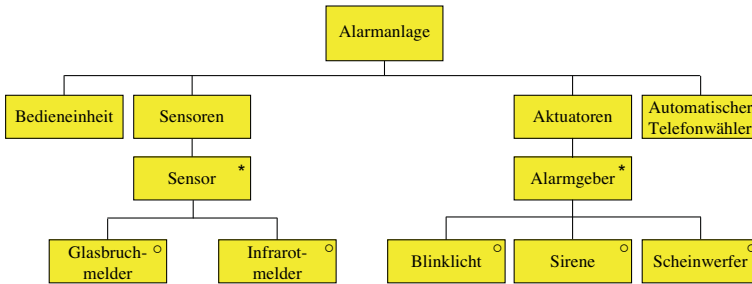 Alarmanlage
Bedieneinheit
Sensoren
Aktuatoren
Automatischer
Telefonwähler
Sensor *
Alarmgeber *
Glasbruch-
melder
Infrarot-
melder
Blinklicht
Sirene
Scheinwerfer